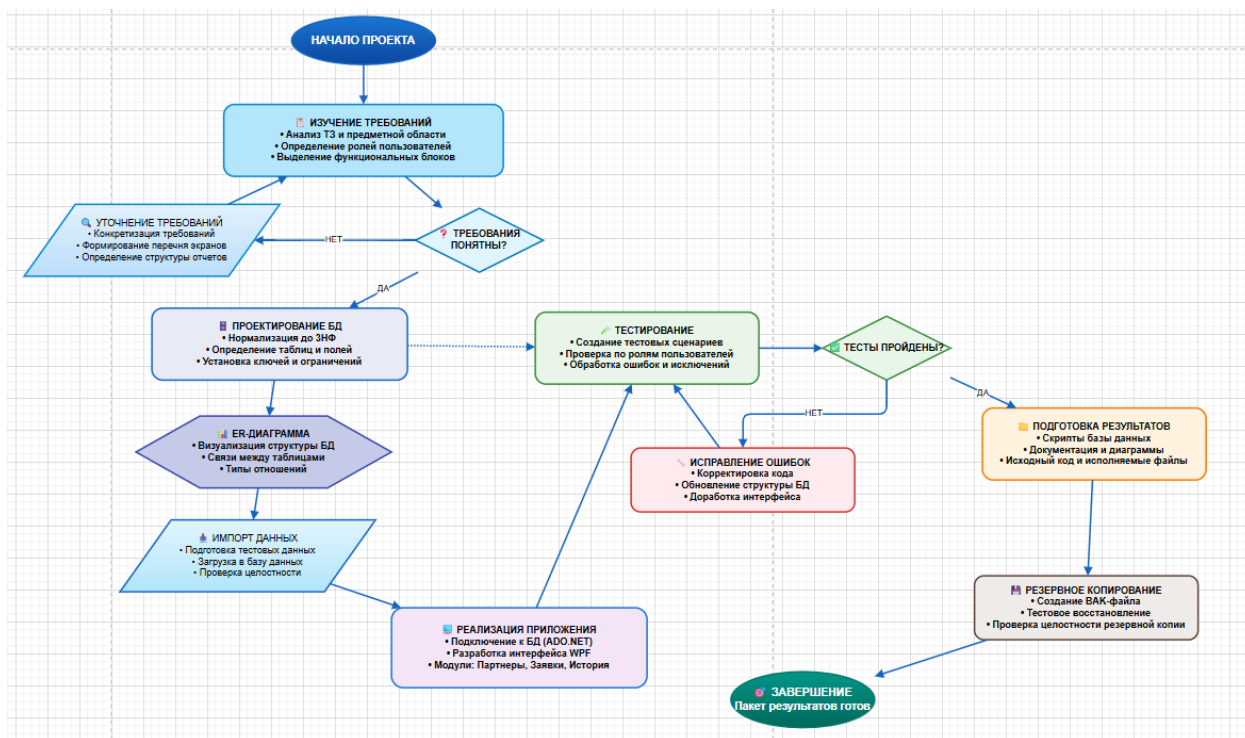 НАЧАЛО ПРОЕКТА
ИЗУЧЕНИЕ ТРЕБОВАНИЙ
• Анализ ТЗ и предметной области
• Определение ролей пользователей
• Выделение функциональных блоков
УТОЧНЕНИЕ ТРЕБОВАНИЙ
• Конкретизация требований
• Формирование перечня экранов
• Определение структуры отчетов
НЕТ
❓ ТРЕБОВАНИЯ
ПОНЯТНЫ?
ДА
ПРОЕКТИРОВАНИЕ БД
• Нормализация до 3НФ
• Определение таблиц и полей
• Установка ключей и ограничений
ER-ДИАГРАММА
• Визуализация структуры БД
• Связи между таблицами
• Типы отношений
ИМПОРТ ДАННЫХ
• Подготовка тестовых данных
• Загрузка в базу данных
• Проверка целостности
РЕАЛИЗАЦИЯ ПРИЛОЖЕНИЯ
• Подключение к БД (ADO.NET)
• Разработка интерфейса WPF
• Модули: Партнеры, Заявки, История
ТЕСТИРОВАНИЕ
• Создание тестовых сценариев
• Проверка по ролям пользователей
• Обработка ошибок и исключений
✅ ТЕСТЫ ПРОЙДЕНЫ?
НЕТ
ИСПРАВЛЕНИЕ ОШИБОК
• Корректировка кода
• Обновление структуры БД
• Доработка интерфейса
ДА
ПОДГОТОВКА РЕЗУЛЬТАТОВ
• Скрипты базы данных
• Документация и диаграммы
• Исходный код и исполняемые файлы
РЕЗЕРВНОЕ КОПИРОВАНИЕ
• Создание BAK-файла
• Тестовое восстановление
• Проверка целостности резервной копии
ЗАВЕРШЕНИЕ
Пакет результатов готов